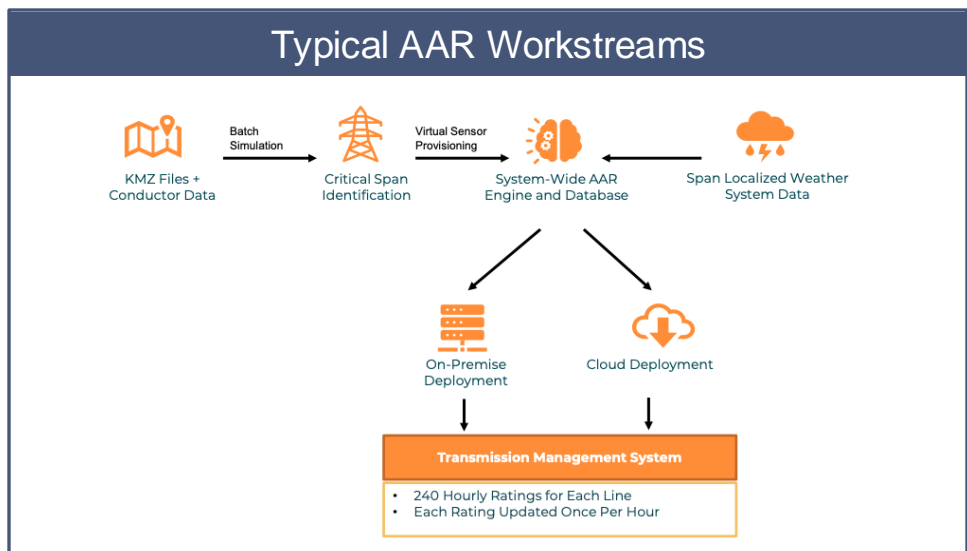 Typical AAR Workstreams
Batch
Simulation
Virtual Sensor
Provisioning
KMZ Files +
Conductor Data
Critical Span
Identification
System-Wide AAR
Engine and Database
Span Localized Weather
System Data
On-Premise
Deployment
Cloud Deployment
Transmission Management System
• 240 Hourly Ratings for Each Line
• Each Rating Updated Once Per Hour